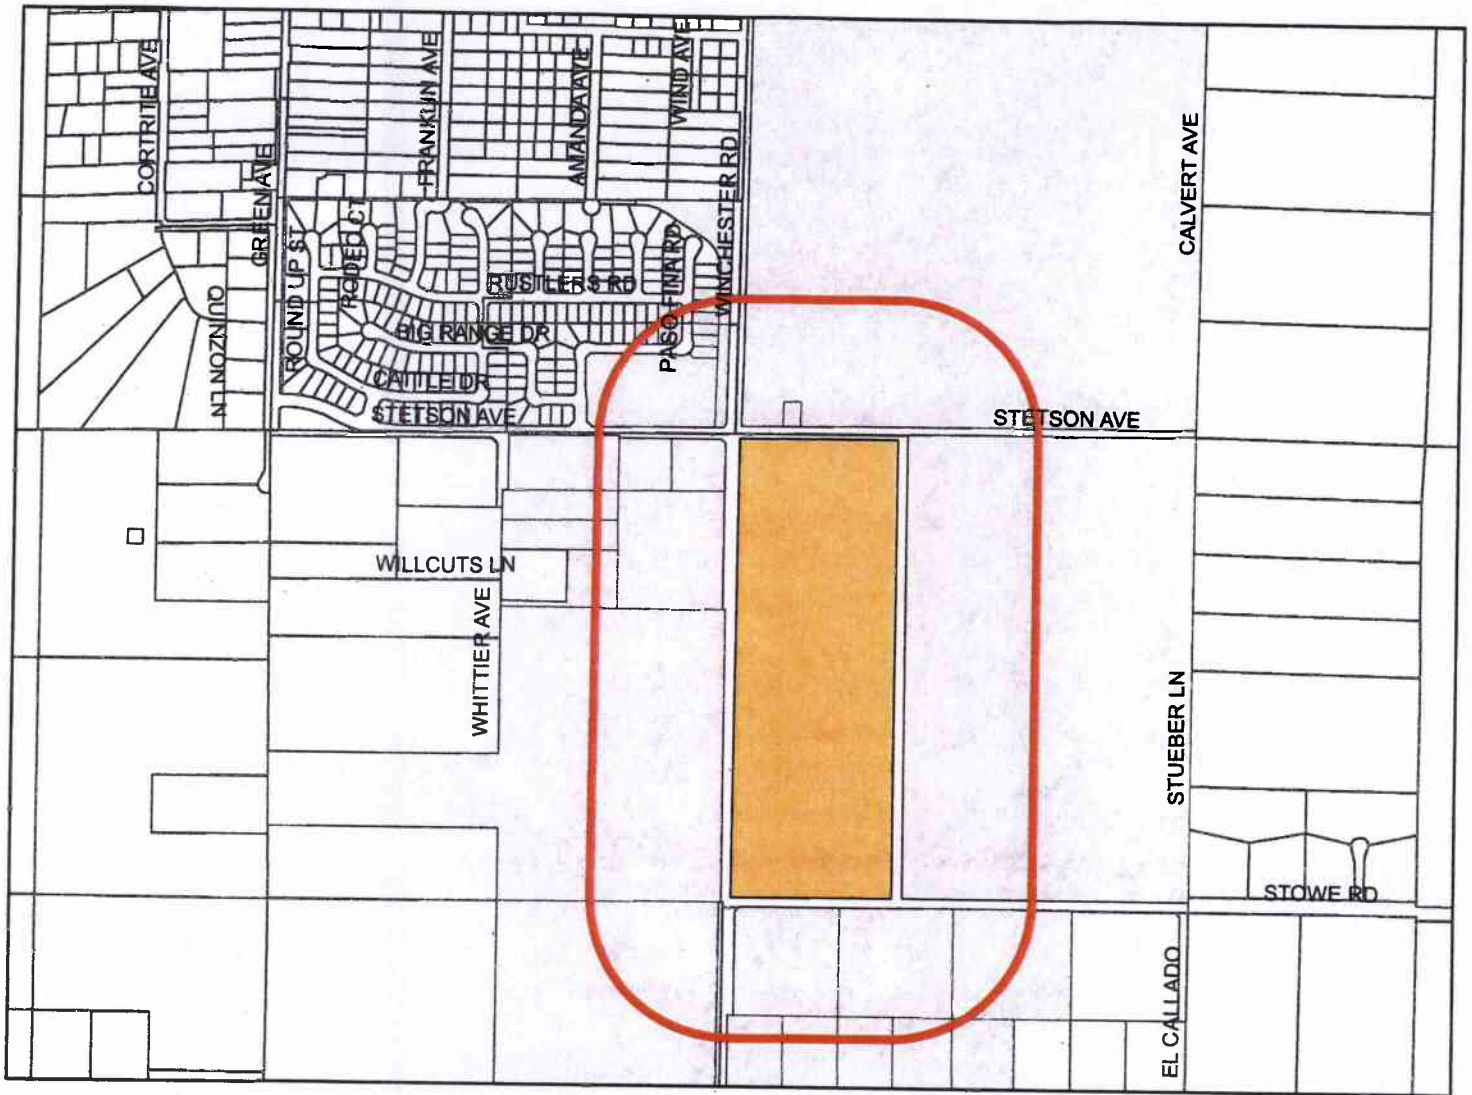 CORTRITE AVE
GREEN AVE
FRANKLIN AVE
AMANDA AVE
WIND AVE
WINCHESTER RD
CALVERT AVE
ROUND UP ST
RODEO CT
PASO FINA RD
RUSTLERS RD
QUINZON LN
BIG RANGE DR
CATTLE DR
STETSON AVE
STETSON AVE
WILLCUTS LN
WHITTIER AVE
STUEBER LN
STOWE RD
EL CALLADO